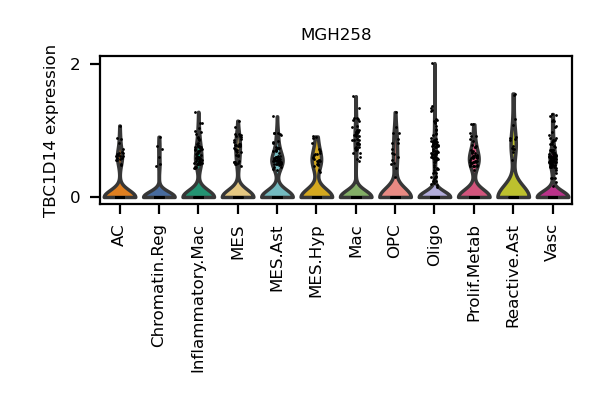 MGH258
TBC1D14 expression
2
0
AC
Chromatin.Reg
Inflammatory.Mac
MES
MES.Ast
MES.Hyp
Mac
OPC
Oligo
Prolif.Metab
Reactive.Ast
Vasc